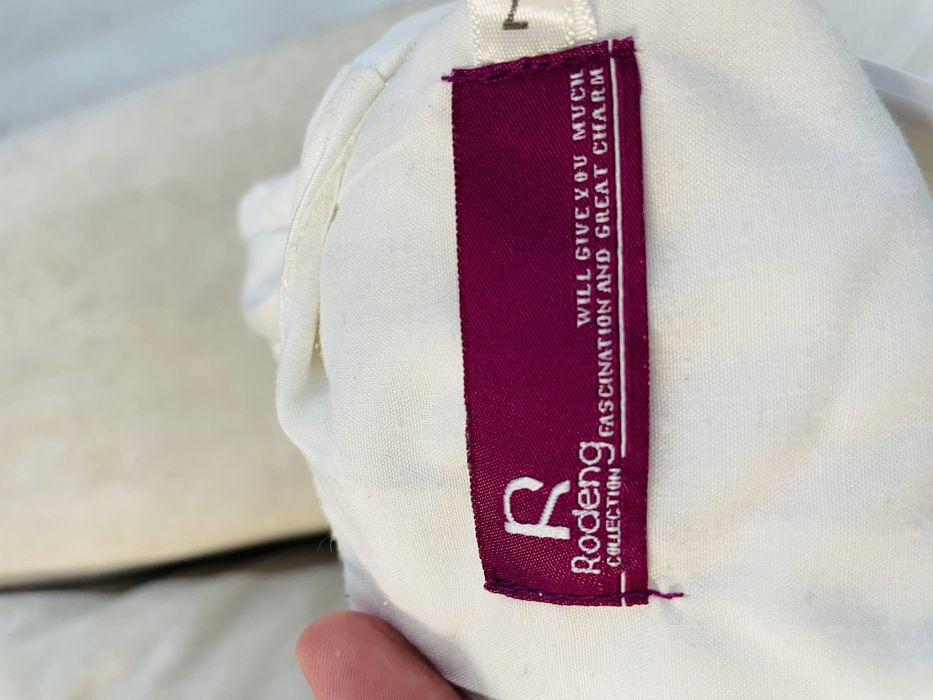 R
Rodeng
COLLECTION
WILL GIVE YOU MUCH
FASCINATION AND GREAT CHARM